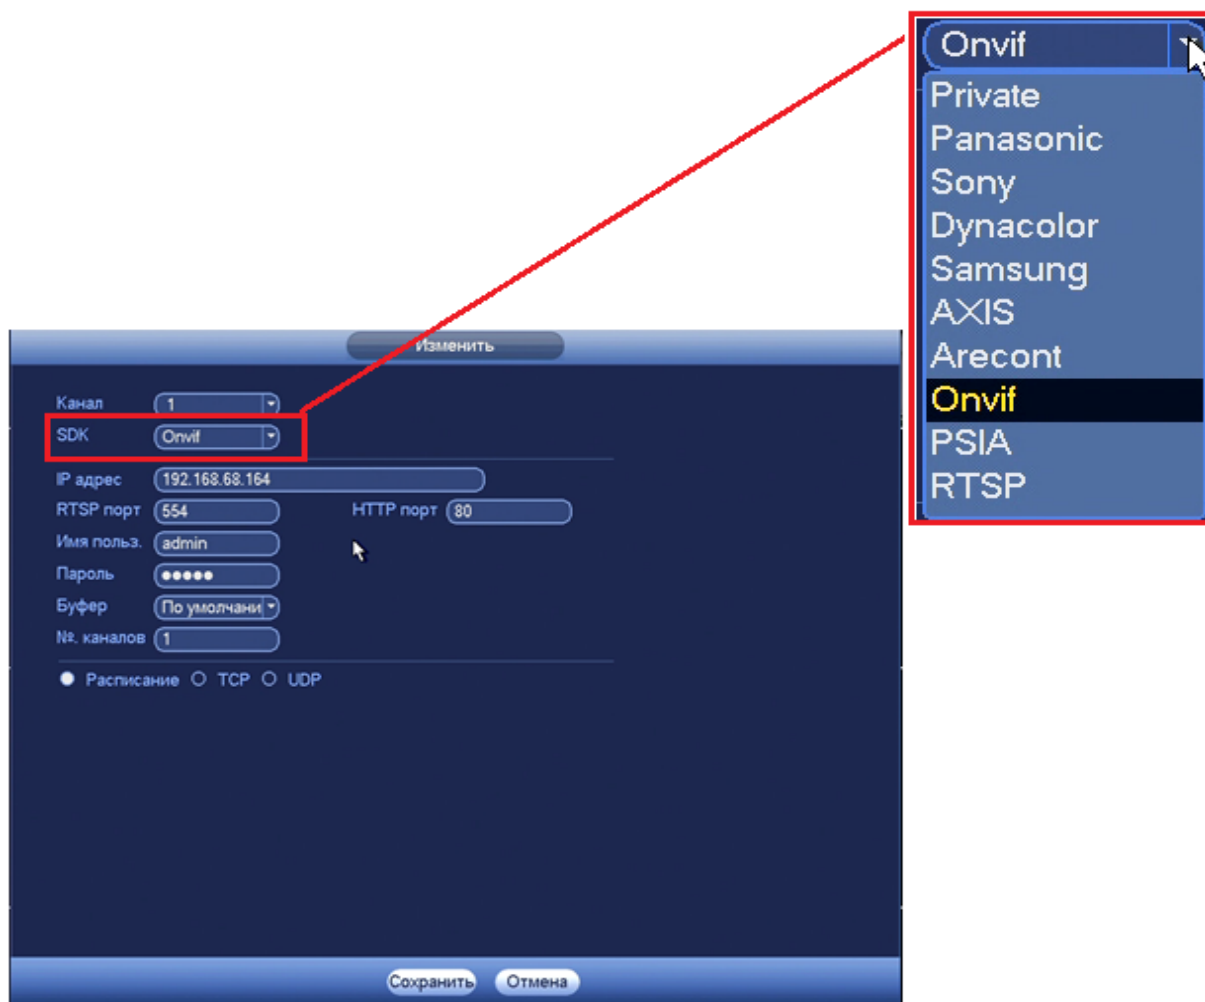 Onvif
Private
Panasonic
Sony
Dynacolor
Samsung
AXIS
Arecont
Onvif
PSIA
RTSP
Изменить
Канал 1
SDK Onvif
IP адрес 192.168.68.164
RTSP порт 554 HTTP порт 80
Имя польз. admin
Пароль •••••
Буфер По умолчани
№. каналов 1
Расписание TCP UDP
Сохранить Отмена